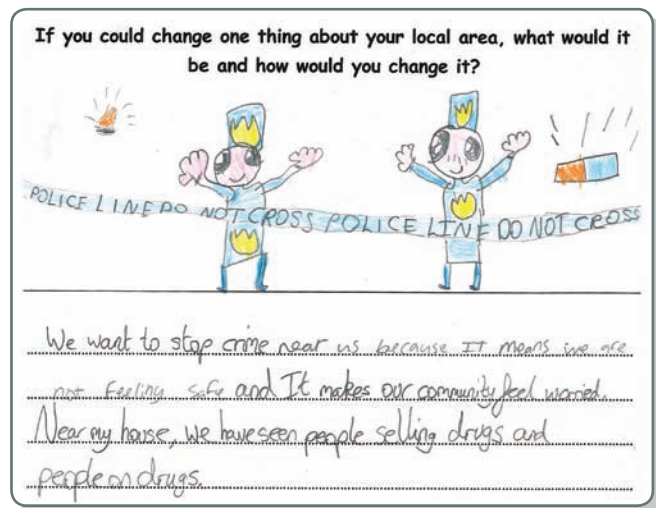 If you could change one thing about your local area, what would it
be and how would you change it?
POLICE LINE DO NOT CROSS POLICE LINE DO NOT CROSS
We want to stop crime near us because It means we are
not feeling safe and It makes our community feel worried.
Near my house, we have seen people selling drugs and
people on drugs.